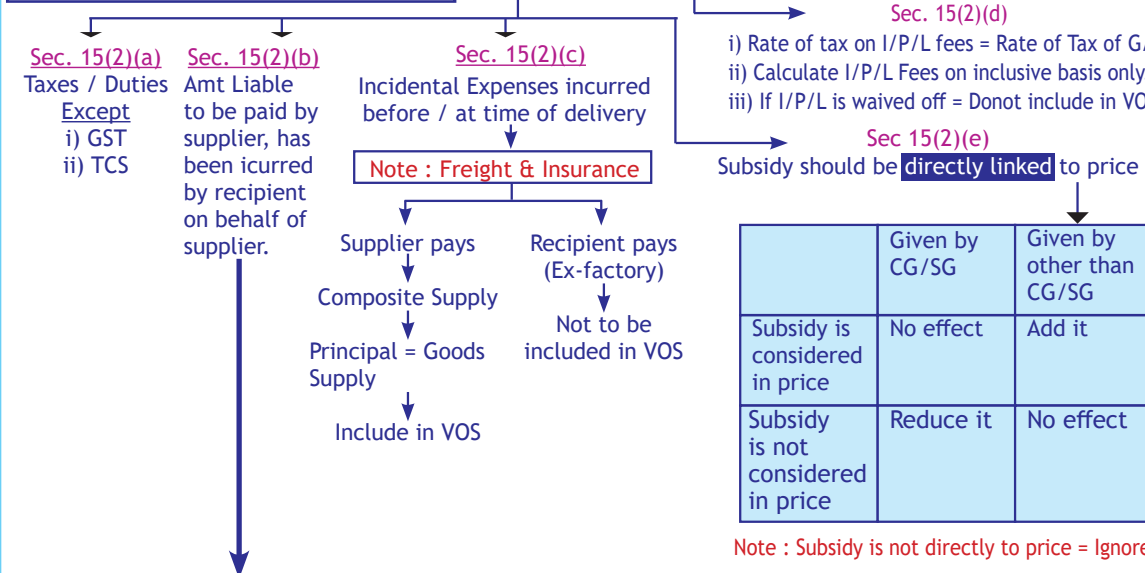 Sec. 15(2)(a)
Taxes / Duties
Except
i) GST
ii) TCS
Sec. 15(2)(b)
Amt Liable
to be paid by
supplier, has
been icurred
by recipient
on behalf of
supplier.
Sec. 15(2)(c)
Incidental Expenses incurred
before / at time of delivery
Note : Freight & Insurance
Supplier pays
Composite Supply
Principal = Goods
Supply
Include in VOS
Recipient pays
(Ex-factory)
Not to be
included in VOS
Sec. 15(2)(d)
i) Rate of tax on I/P/L fees = Rate of Tax of G/
ii) Calculate I/P/L Fees on inclusive basis only
iii) If I/P/L is waived off = Donot include in VO
Sec 15(2)(e)
Subsidy should be directly linked to price
Given by
CG/SG
Given by
other than
CG/SG
Subsidy is
considered
in price
No effect
Add it
Subsidy
is not
considered
in price
Reduce it
No effect
Note : Subsidy is not directly to price = Ignore